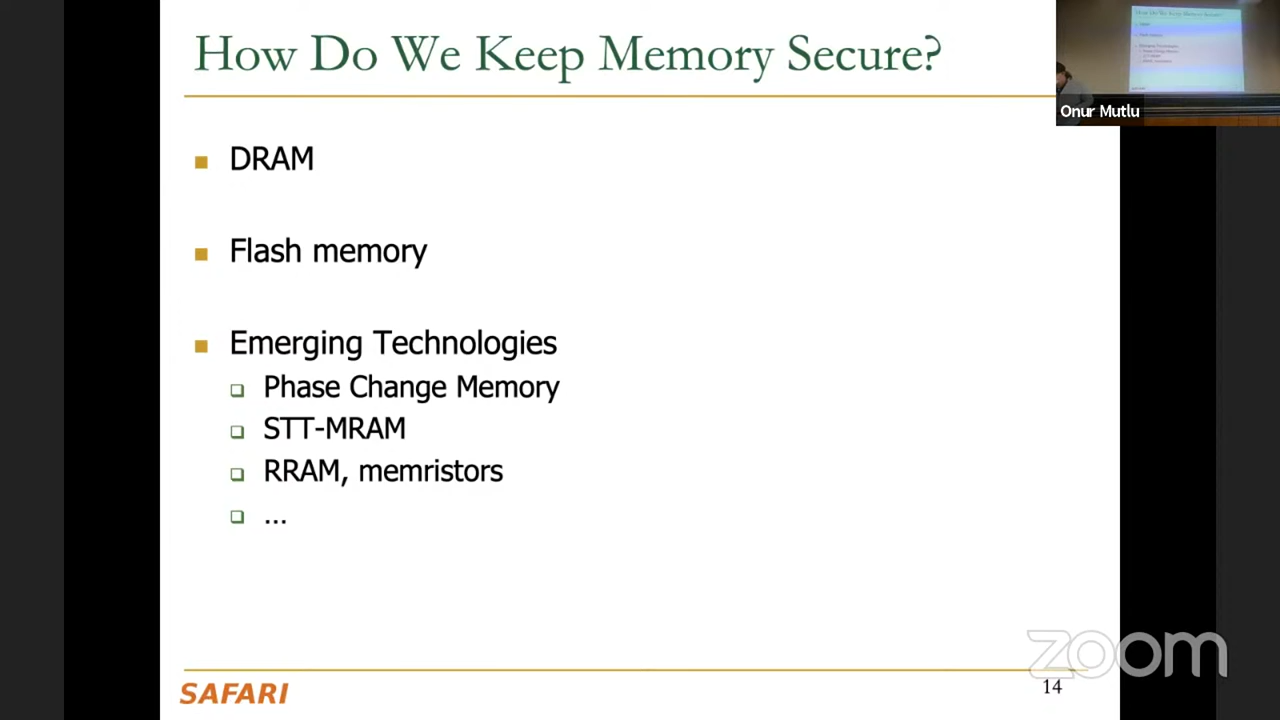 How Do We Keep Memory Secure?
Onur Mutlu
DRAM
Flash memory
Emerging Technologies
Phase Change Memory
STT-MRAM
RRAM, memristors
...
zoom
SAFARI
14